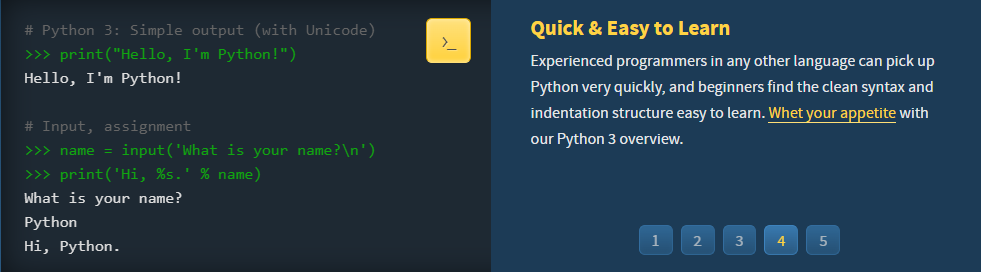 # Python 3: Simple output (with Unicode)
>>> print("Hello, I'm Python!")
Hello, I'm Python!
# Input, assignment
>>> name = input('What is your name?\n')
>>> print('Hi, %s.' % name)
What is your name?
Python
Hi, Python.
>_
Quick & Easy to Learn
Experienced programmers in any other language can pick up
Python very quickly, and beginners find the clean syntax and
indentation structure easy to learn. Whet your appetite with
our Python 3 overview.
1 2 3 4 5